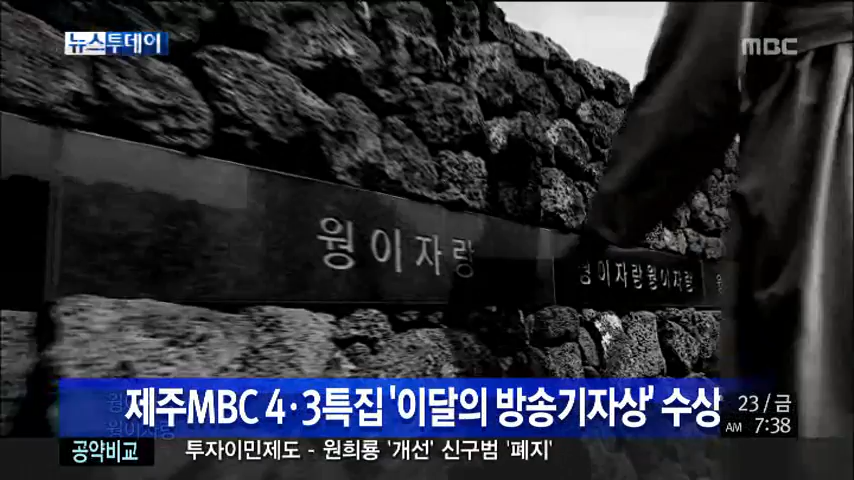 뉴스투데이
MBC
웡이자랑
웡이자랑웡이자랑
제주MBC 4·3특집 '이달의 방송기자상' 수상
23 / 금
AM 7:38
공약비교
투자이민제도 - 원희룡 '개선' 신구범 '폐지'